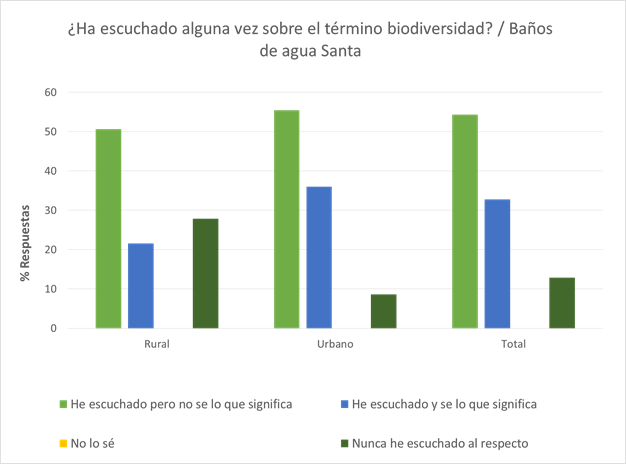 ¿Ha escuchado alguna vez sobre el término biodiversidad? / Baños
de agua Santa
60
50
40
30
20
10
0
% Respuestas
Rural
Urbano
Total
He escuchado pero no se lo que significa
He escuchado y se lo que significa
No lo sé
Nunca he escuchado al respecto